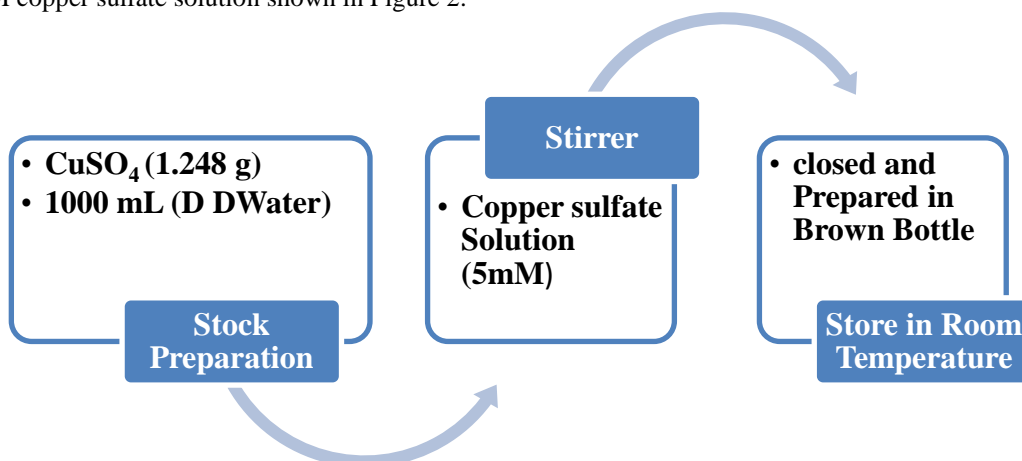 copper sulfate solution shown in Figure 2.
• CuSO₄ (1.248 g)
• 1000 mL (D DWater)
Stock
Preparation
Stirrer
• Copper sulfate
Solution
(5mM)
• closed and
Prepared in
Brown Bottle
Store in Room
Temperature